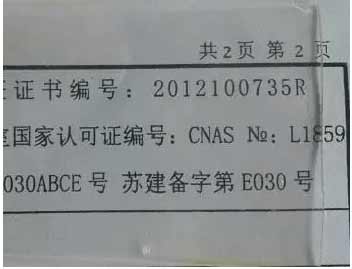 共2页 第2页
证证书编号：2012100735R
室国家认可证编号：CNAS №：L1859
030ABCE号 苏建备字第E030号